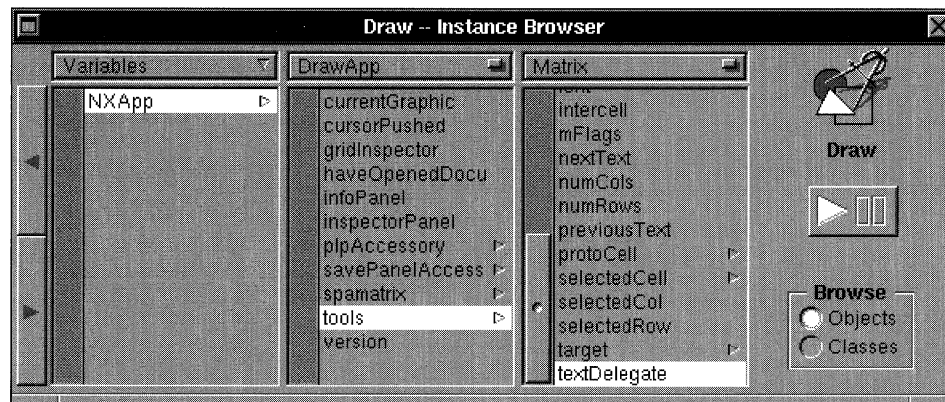 Draw -- Instance Browser
Variables
NXApp
DrawApp
currentGraphic
cursorPushed
gridInspector
haveOpenedDocu
infoPanel
inspectorPanel
plpAccessory
savePanelAccess
spamatrix
tools
version
Matrix
intercell
mFlags
nextText
numCols
numRows
previousText
protoCell
selectedCell
selectedCol
selectedRow
target
textDelegate
Draw
Browse
Objects
Classes